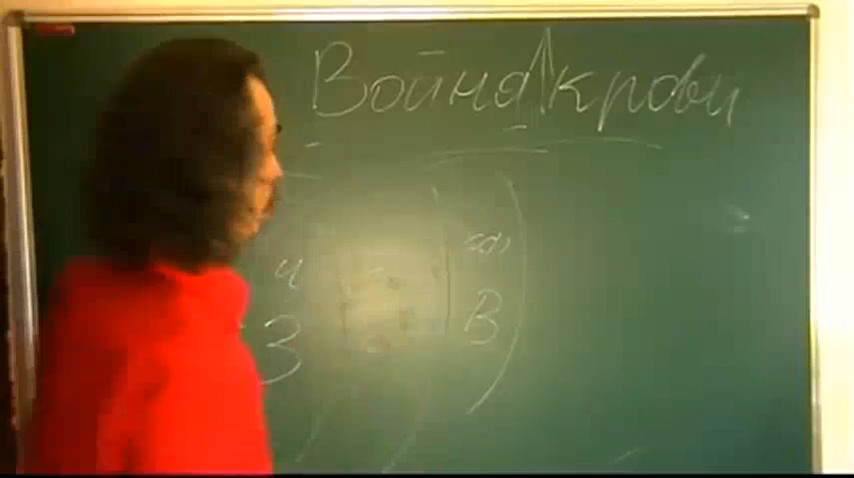 Война крови
ч
З В